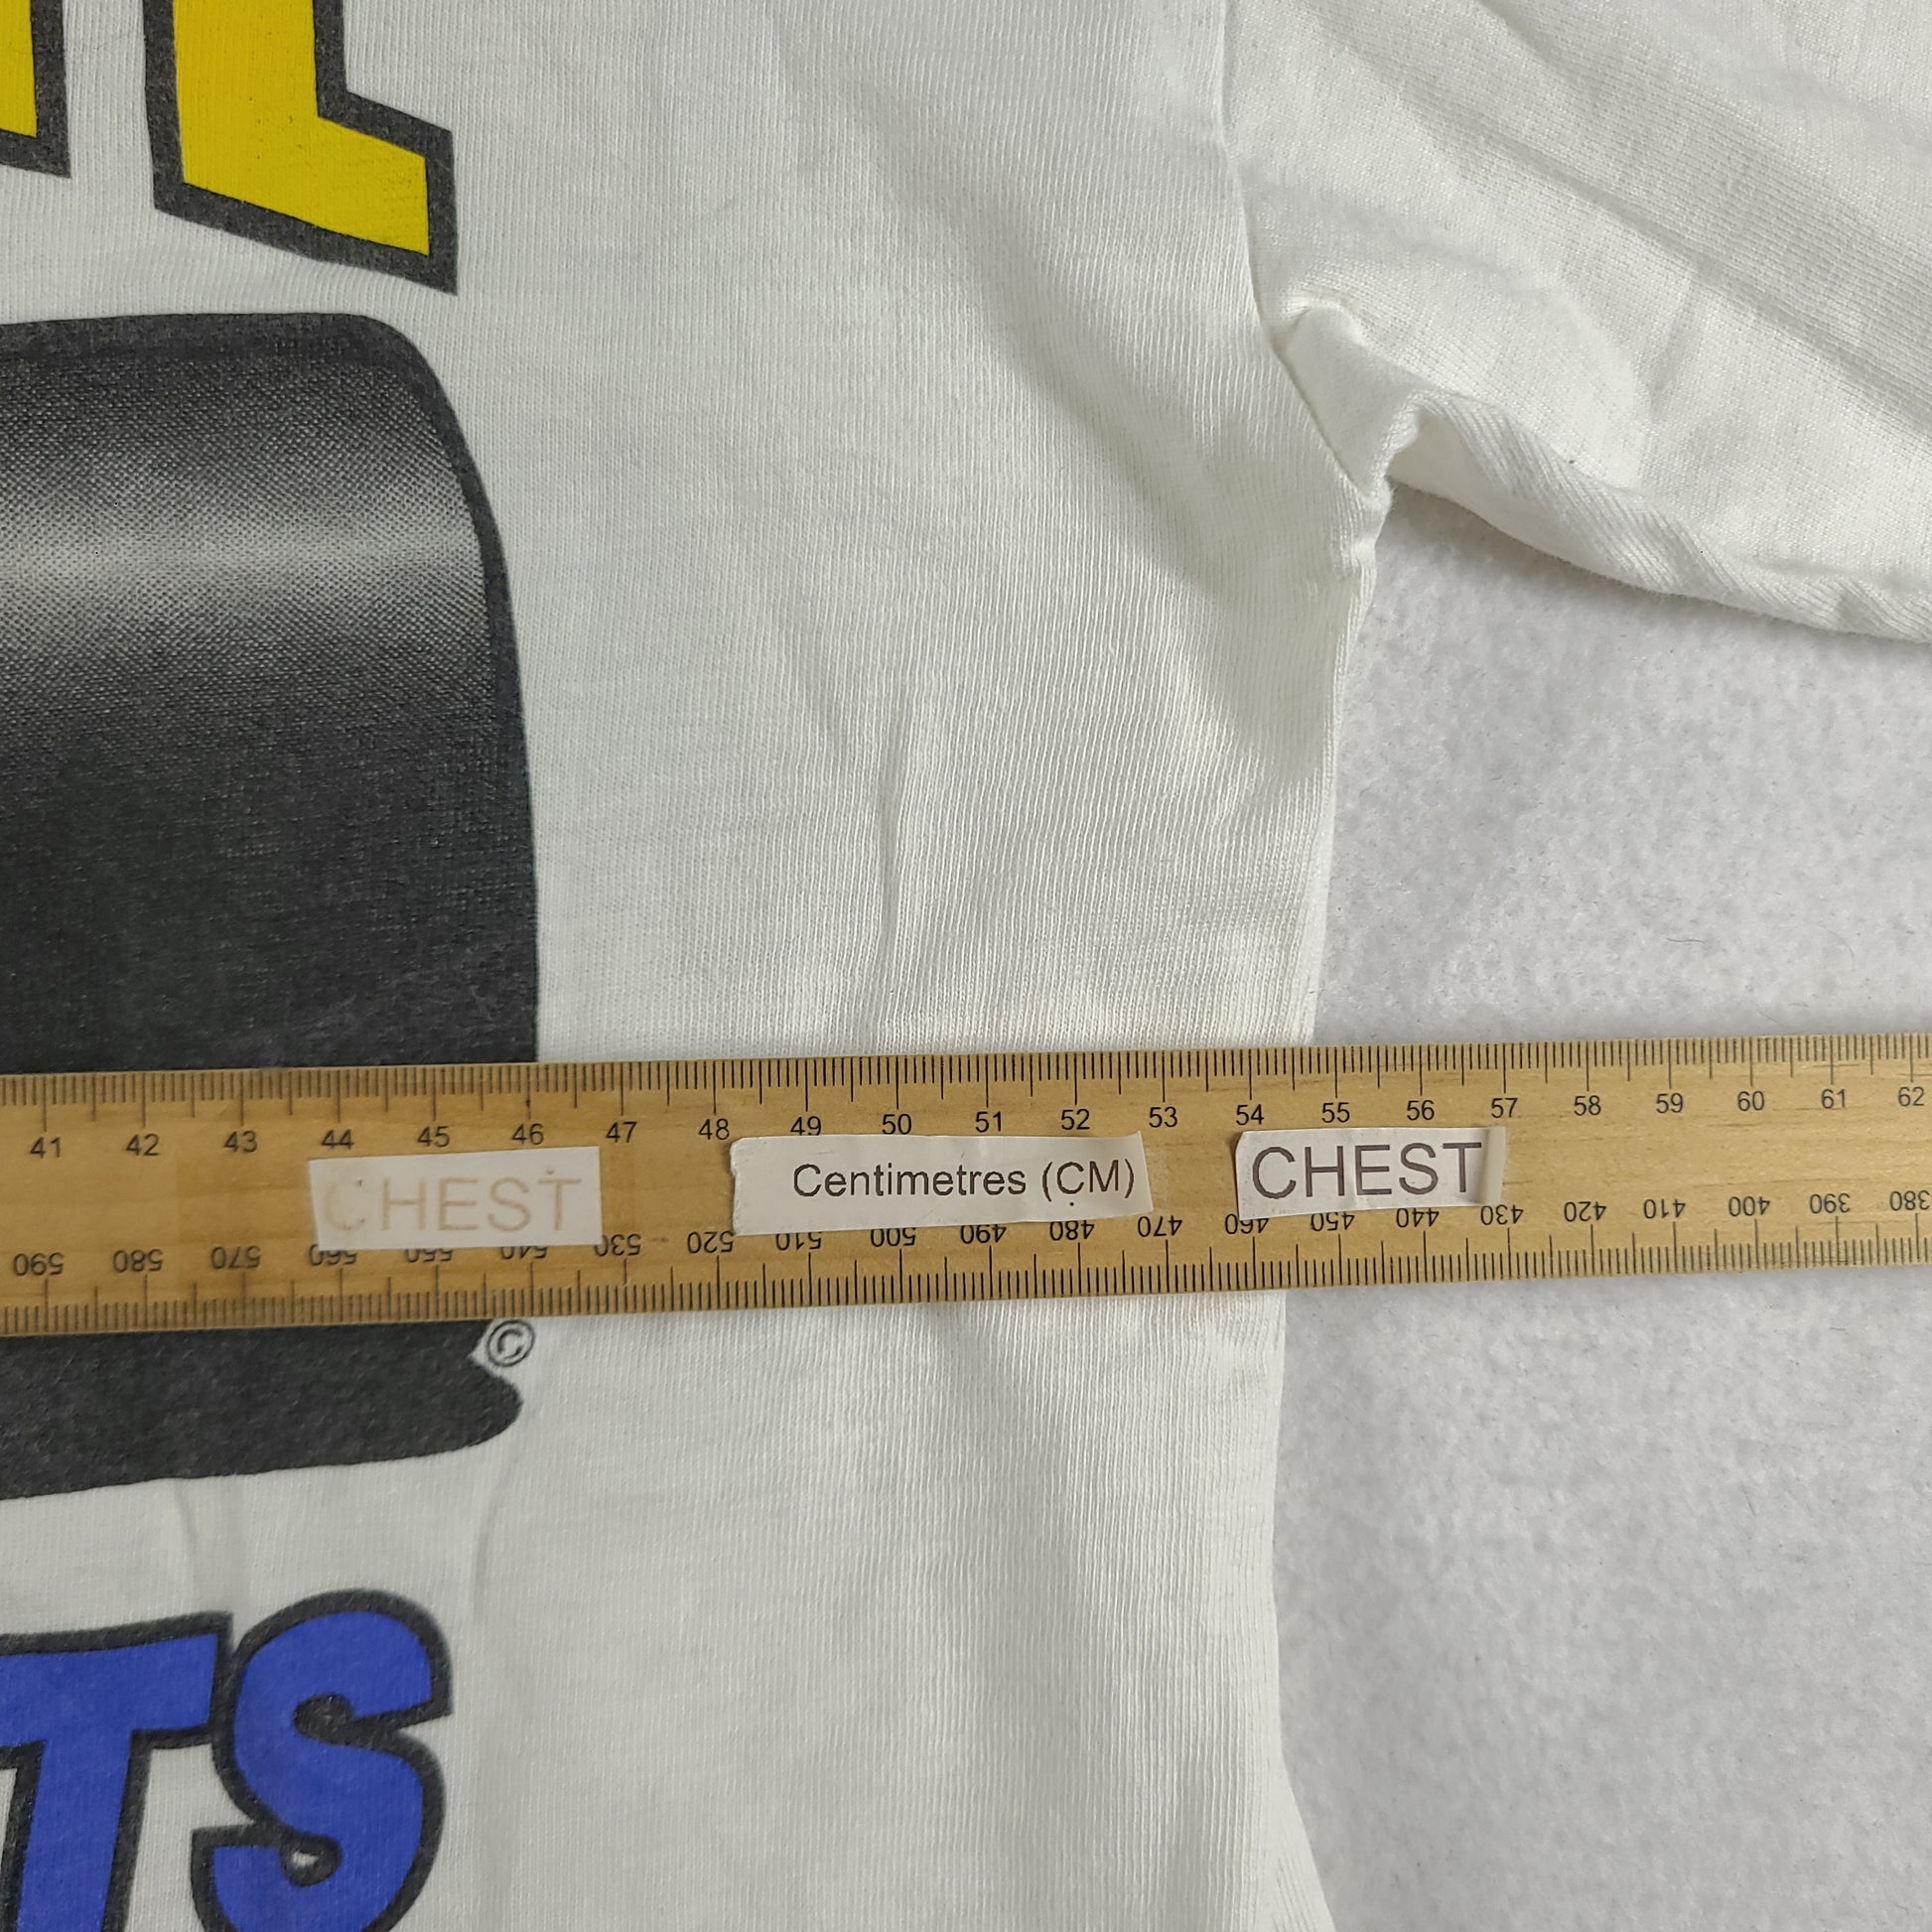 L
41 42 43 44 45 46 47 48 49 50 51 52 53 54 55 56 57 58 59 60 61 62
CHEST Centimetres (CM) CHEST
590 580 570 560 550 540 530 520 510 500 490 480 470 460 450 440 430 420 410 400 390 380
©
TS